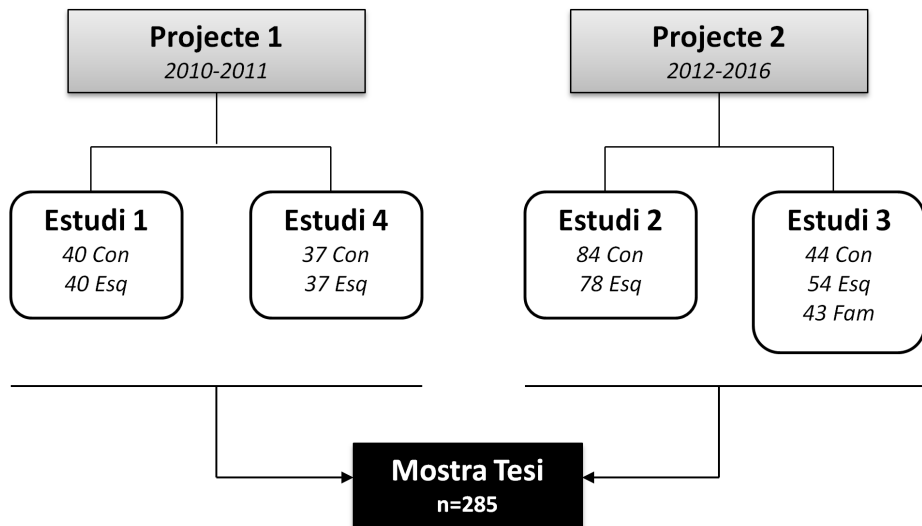 Projecte 1
2010-2011
Projecte 2
2012-2016
Estudi 1
40 Con
40 Esq
Estudi 4
37 Con
37 Esq
Estudi 2
84 Con
78 Esq
Estudi 3
44 Con
54 Esq
43 Fam
Mostra Tesi
n=285